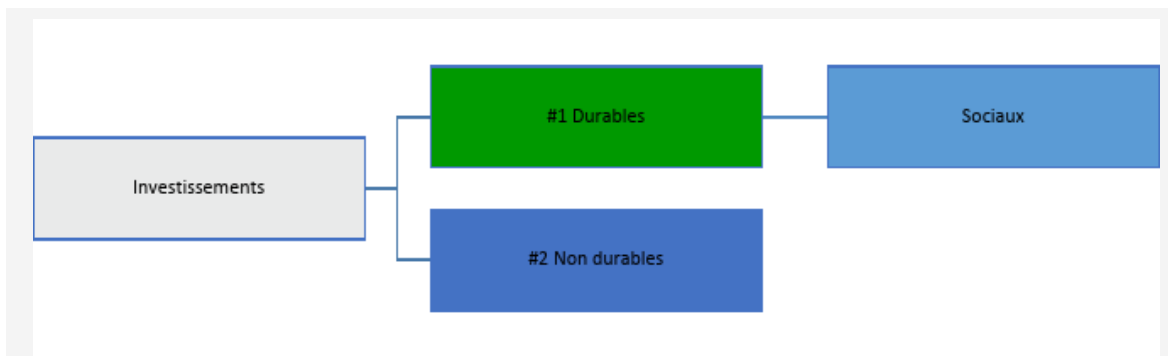 #1 Durables
Sociaux
Investissements
#2 Non durables